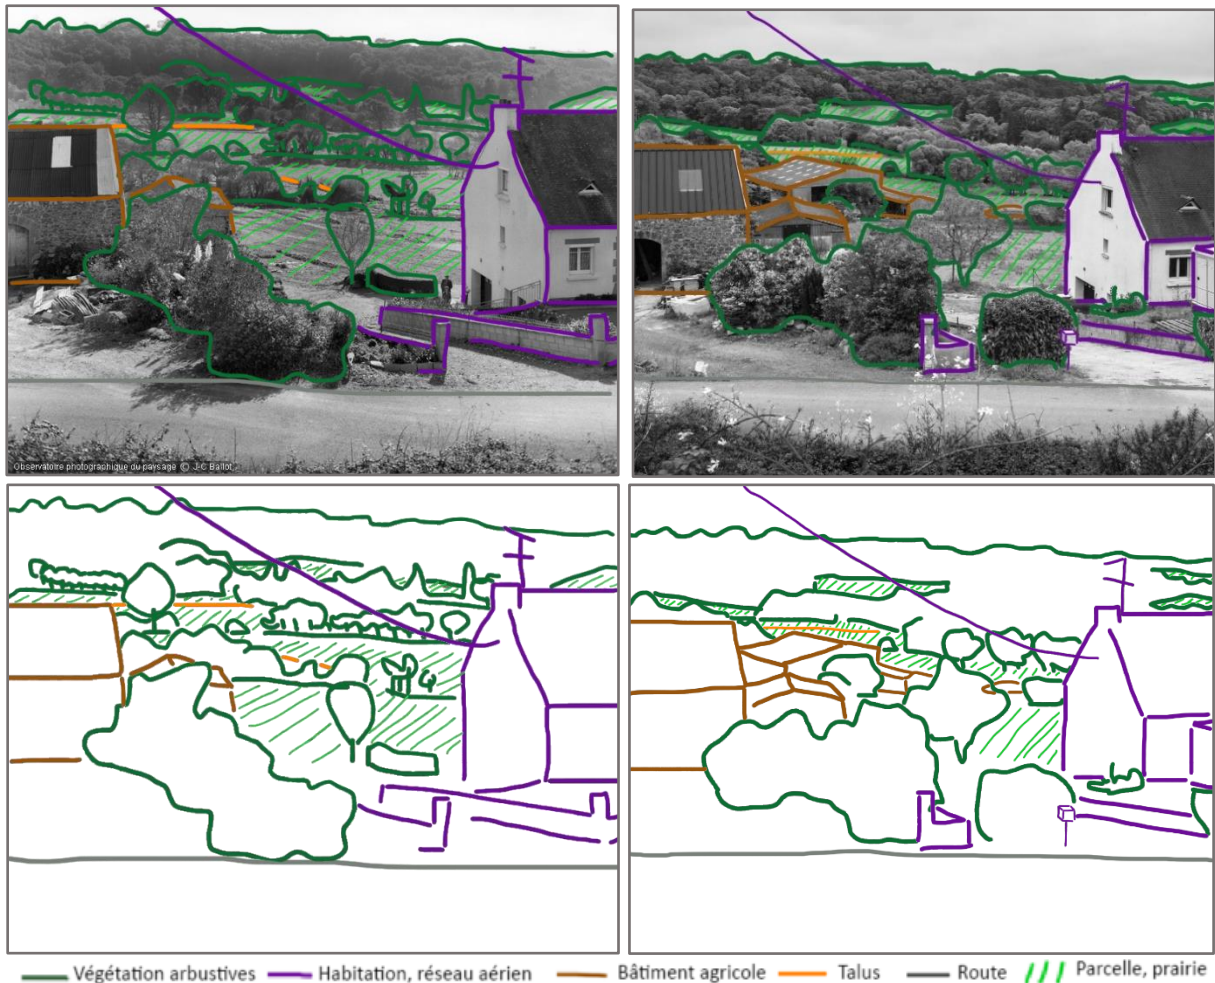 Observatoire photographique du paysage © J-C Ballot
Végétation arbustives Habitation, réseau aérien Bâtiment agricole Talus Route Parcelle, prairie